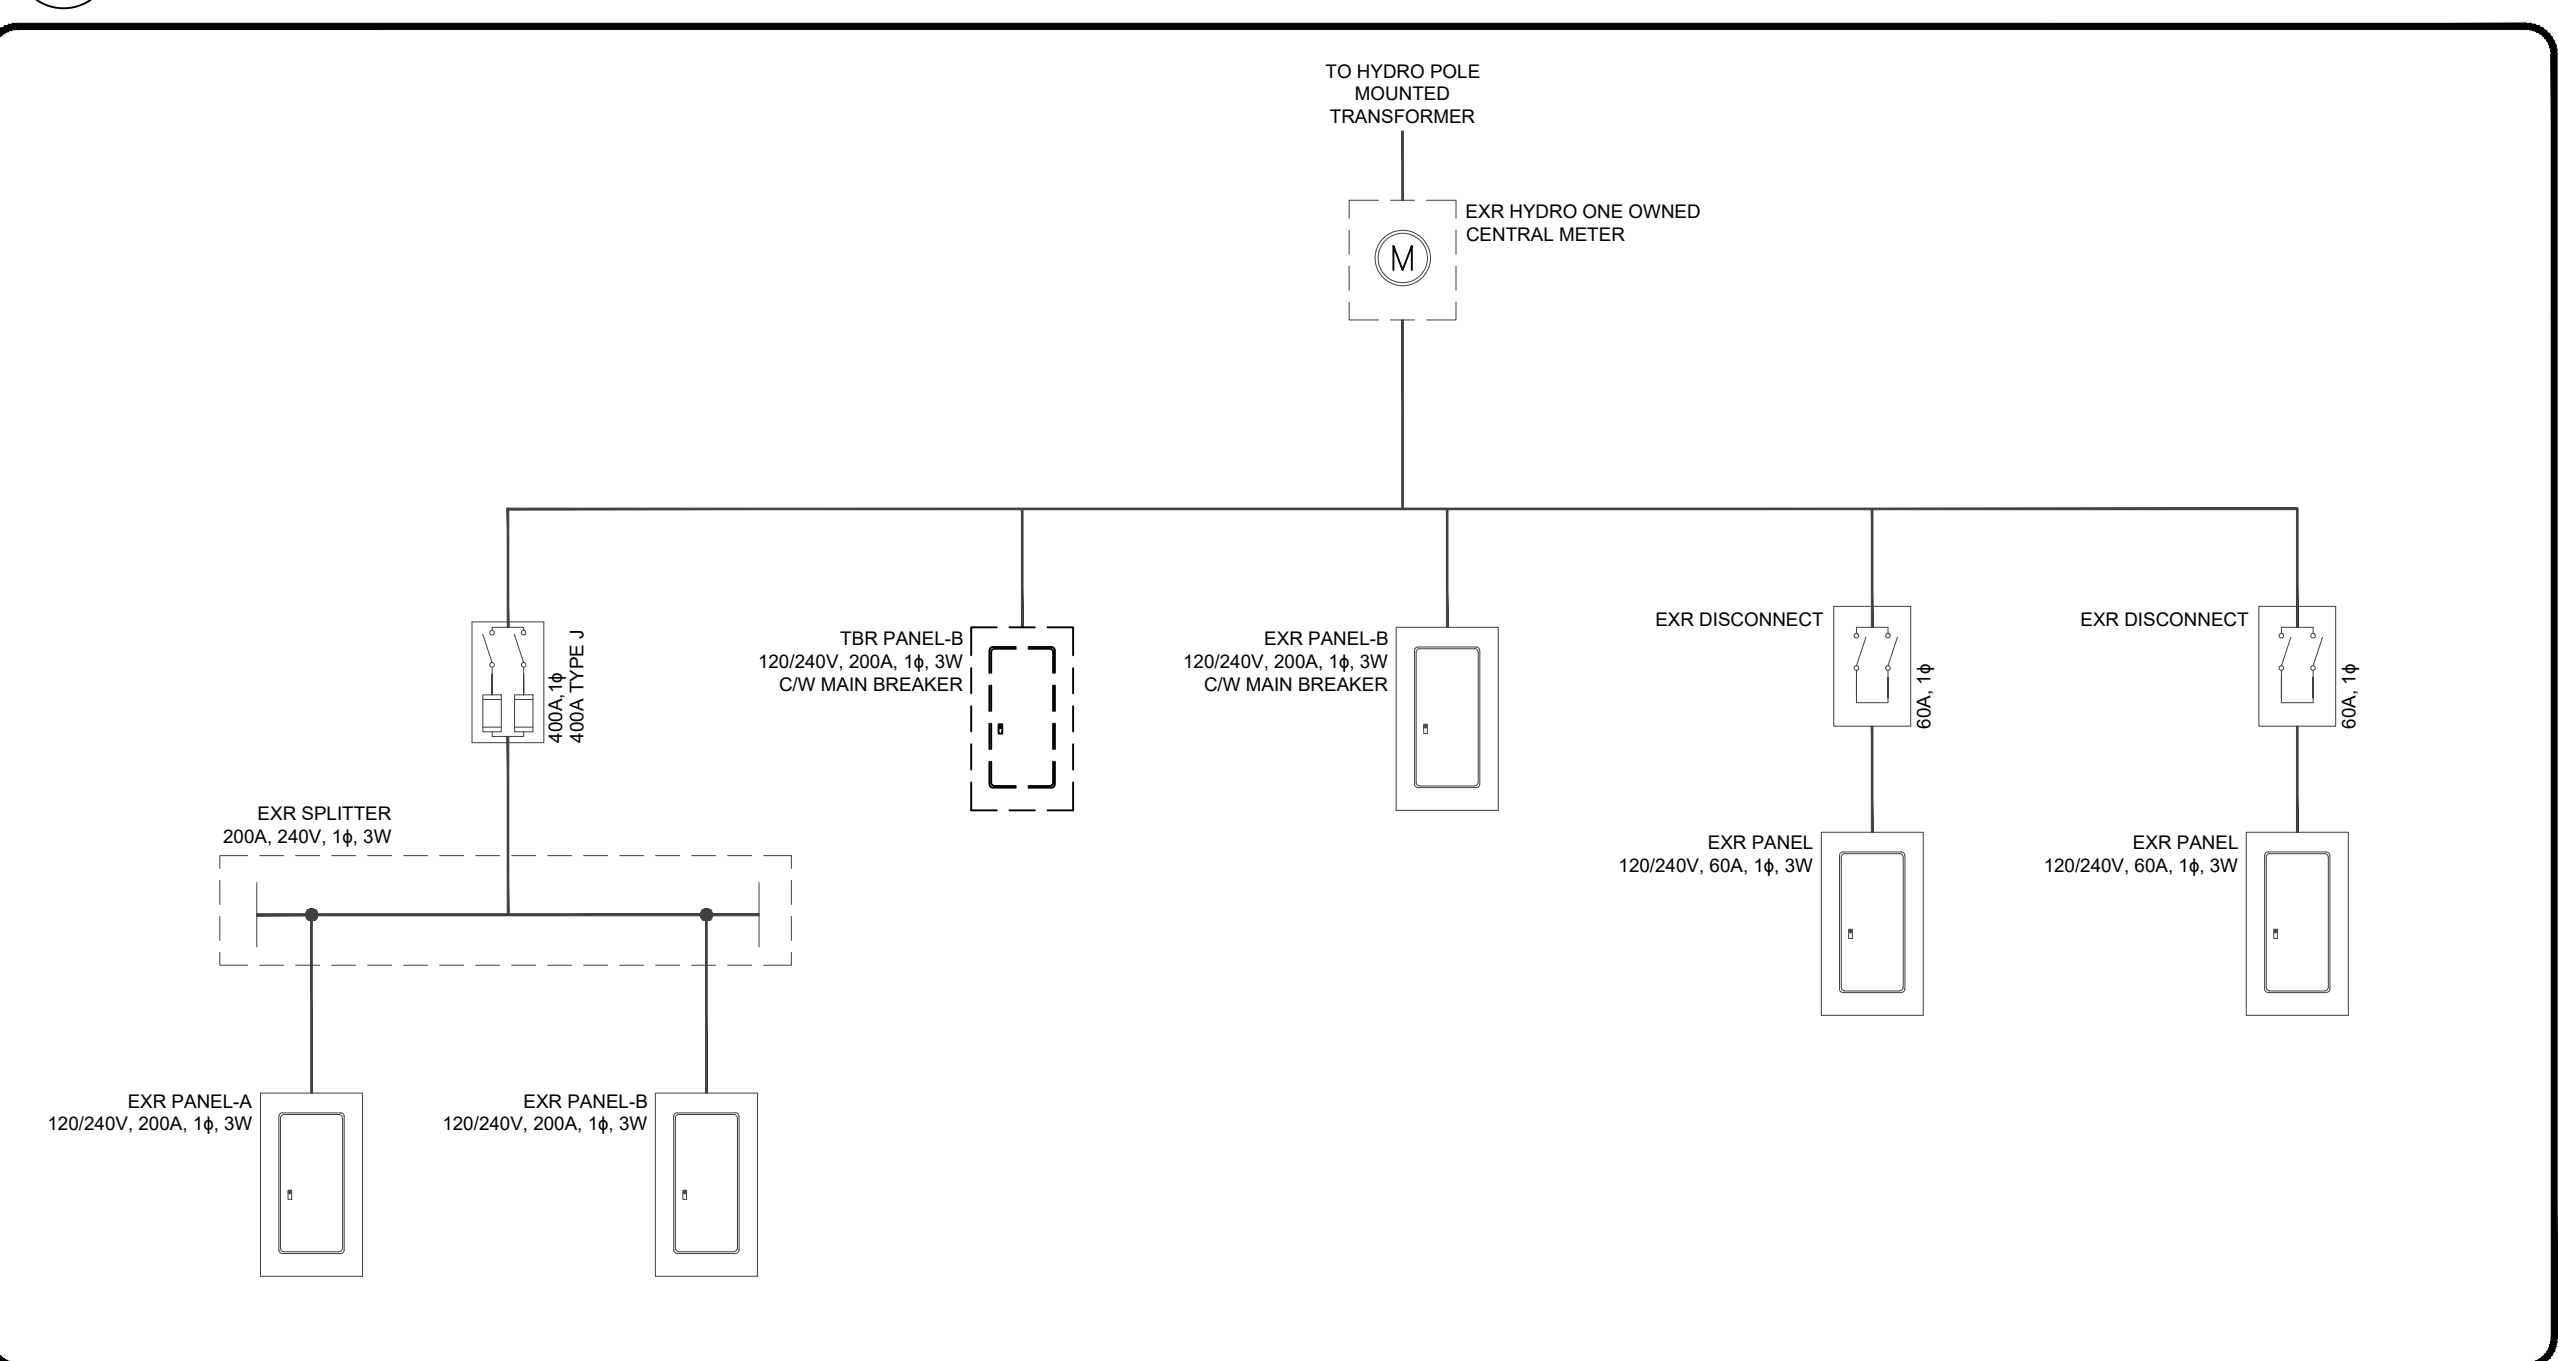 TO HYDRO POLE
MOUNTED
TRANSFORMER
EXR HYDRO ONE OWNED
CENTRAL METER
M
400A,1ϕ
400A TYPE J
TBR PANEL-B
120/240V, 200A, 1ϕ, 3W
C/W MAIN BREAKER
EXR PANEL-B
120/240V, 200A, 1ϕ, 3W
C/W MAIN BREAKER
EXR DISCONNECT
60A, 1ϕ
EXR DISCONNECT
60A, 1ϕ
EXR SPLITTER
200A, 240V, 1ϕ, 3W
EXR PANEL
120/240V, 60A, 1ϕ, 3W
EXR PANEL
120/240V, 60A, 1ϕ, 3W
EXR PANEL-A
120/240V, 200A, 1ϕ, 3W
EXR PANEL-B
120/240V, 200A, 1ϕ, 3W